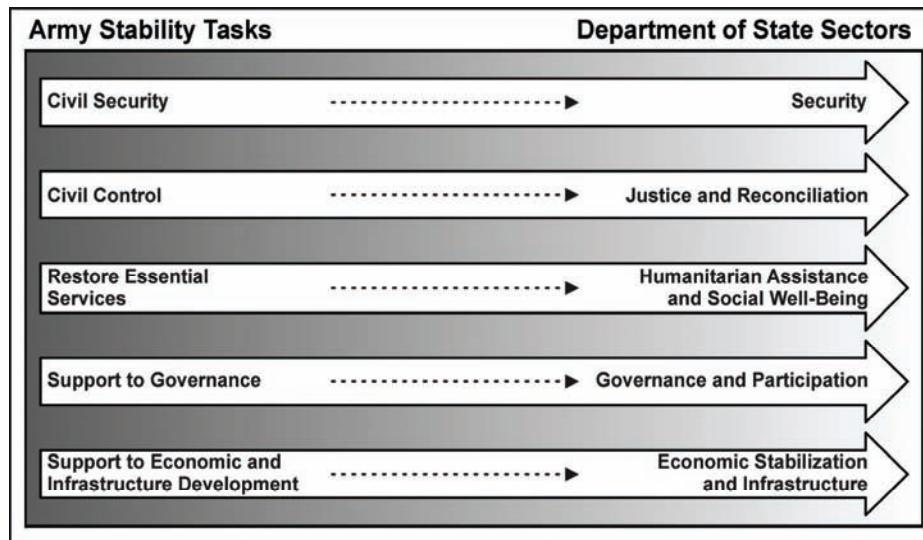 Army Stability Tasks
Department of State Sectors
Civil Security
Security
Civil Control
Justice and Reconciliation
Restore Essential
Services
Humanitarian Assistance
and Social Well-Being
Support to Governance
Governance and Participation
Support to Economic and
Infrastructure Development
Economic Stabilization
and Infrastructure